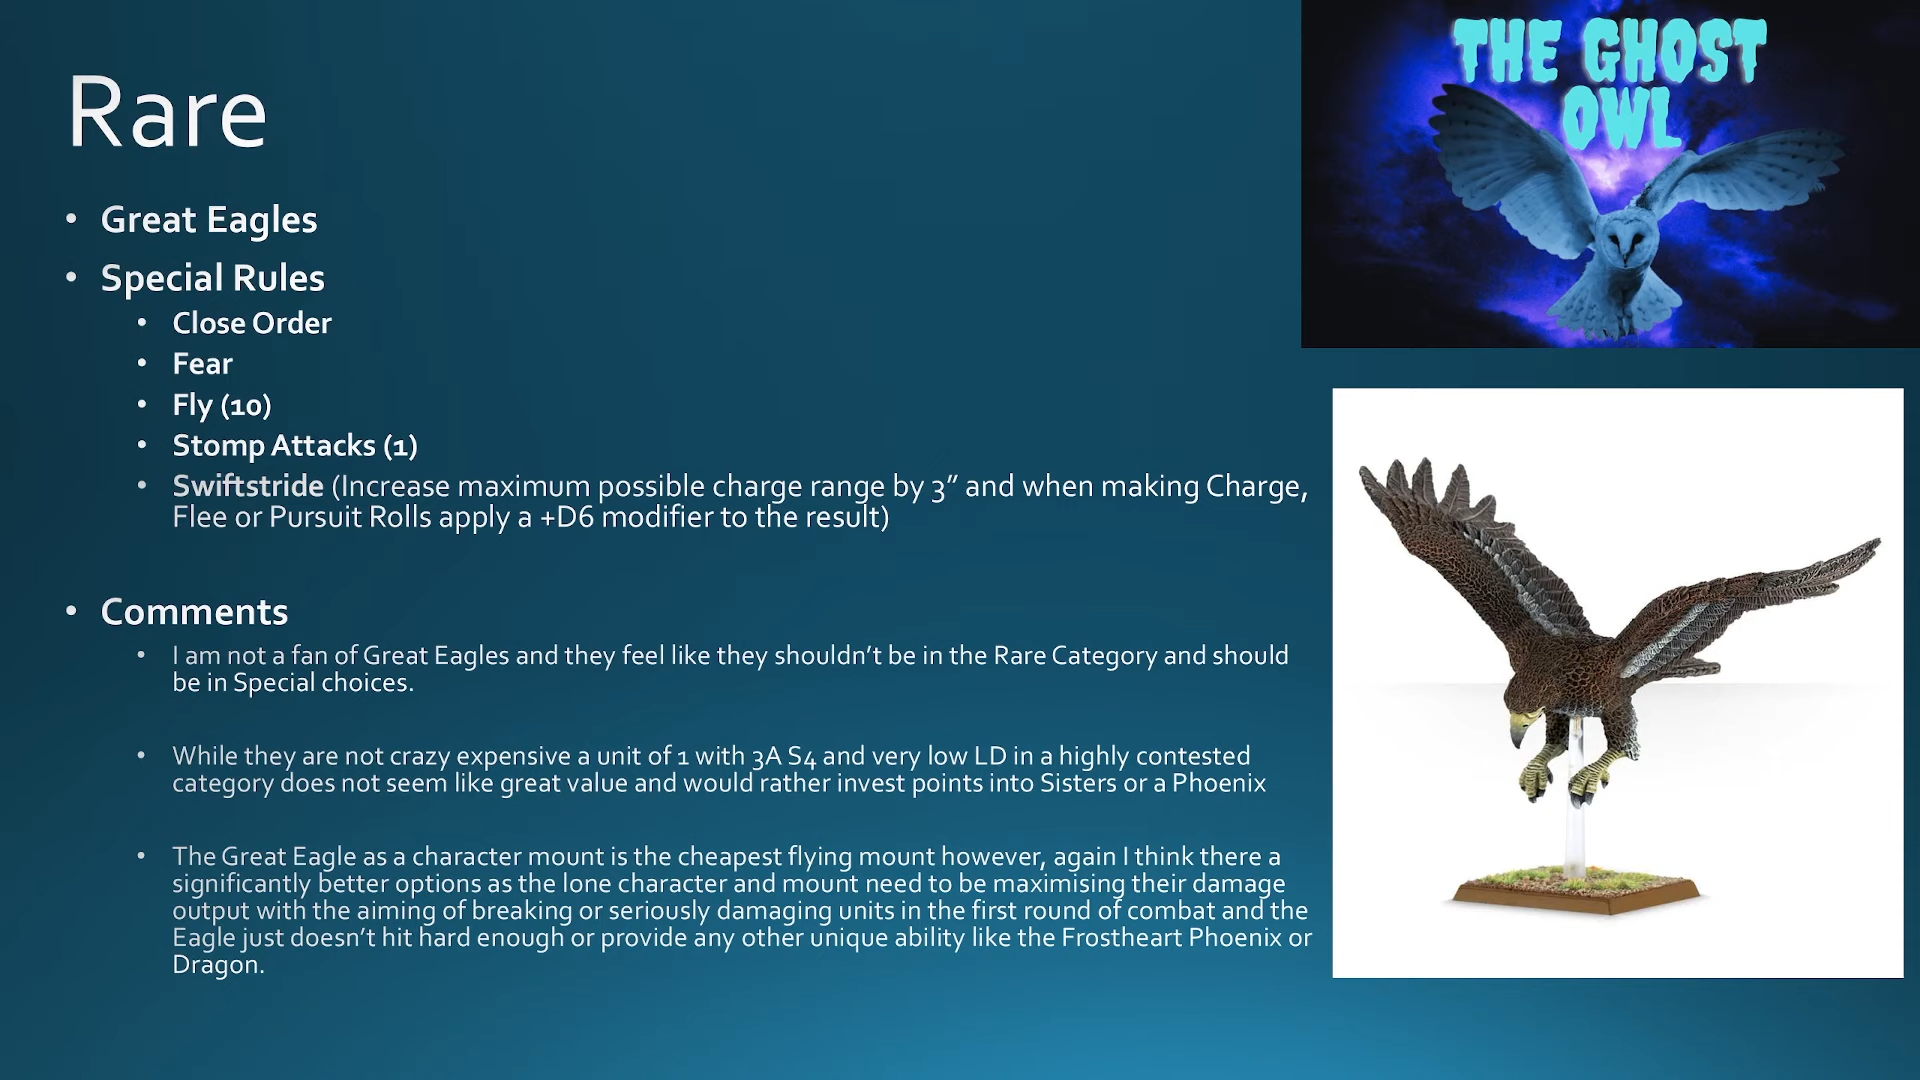 THE GHOST
OWL
Rare
• Great Eagles
• Special Rules
• Close Order
• Fear
• Fly (10)
• Stomp Attacks (1)
• Swiftstride (Increase maximum possible charge range by 3” and when making Charge,
Flee or Pursuit Rolls apply a +D6 modifier to the result)
• Comments
• I am not a fan of Great Eagles and they feel like they shouldn’t be in the Rare Category and should
be in Special choices.
• While they are not crazy expensive a unit of 1 with 3A S4 and very low LD in a highly contested
category does not seem like great value and would rather invest points into Sisters or a Phoenix
• The Great Eagle as a character mount is the cheapest flying mount however, again I think there a
significantly better options as the lone character and mount need to be maximising their damage
output with the aiming of breaking or seriously damaging units in the first round of combat and the
Eagle just doesn’t hit hard enough or provide any other unique ability like the Frostheart Phoenix or
Dragon.